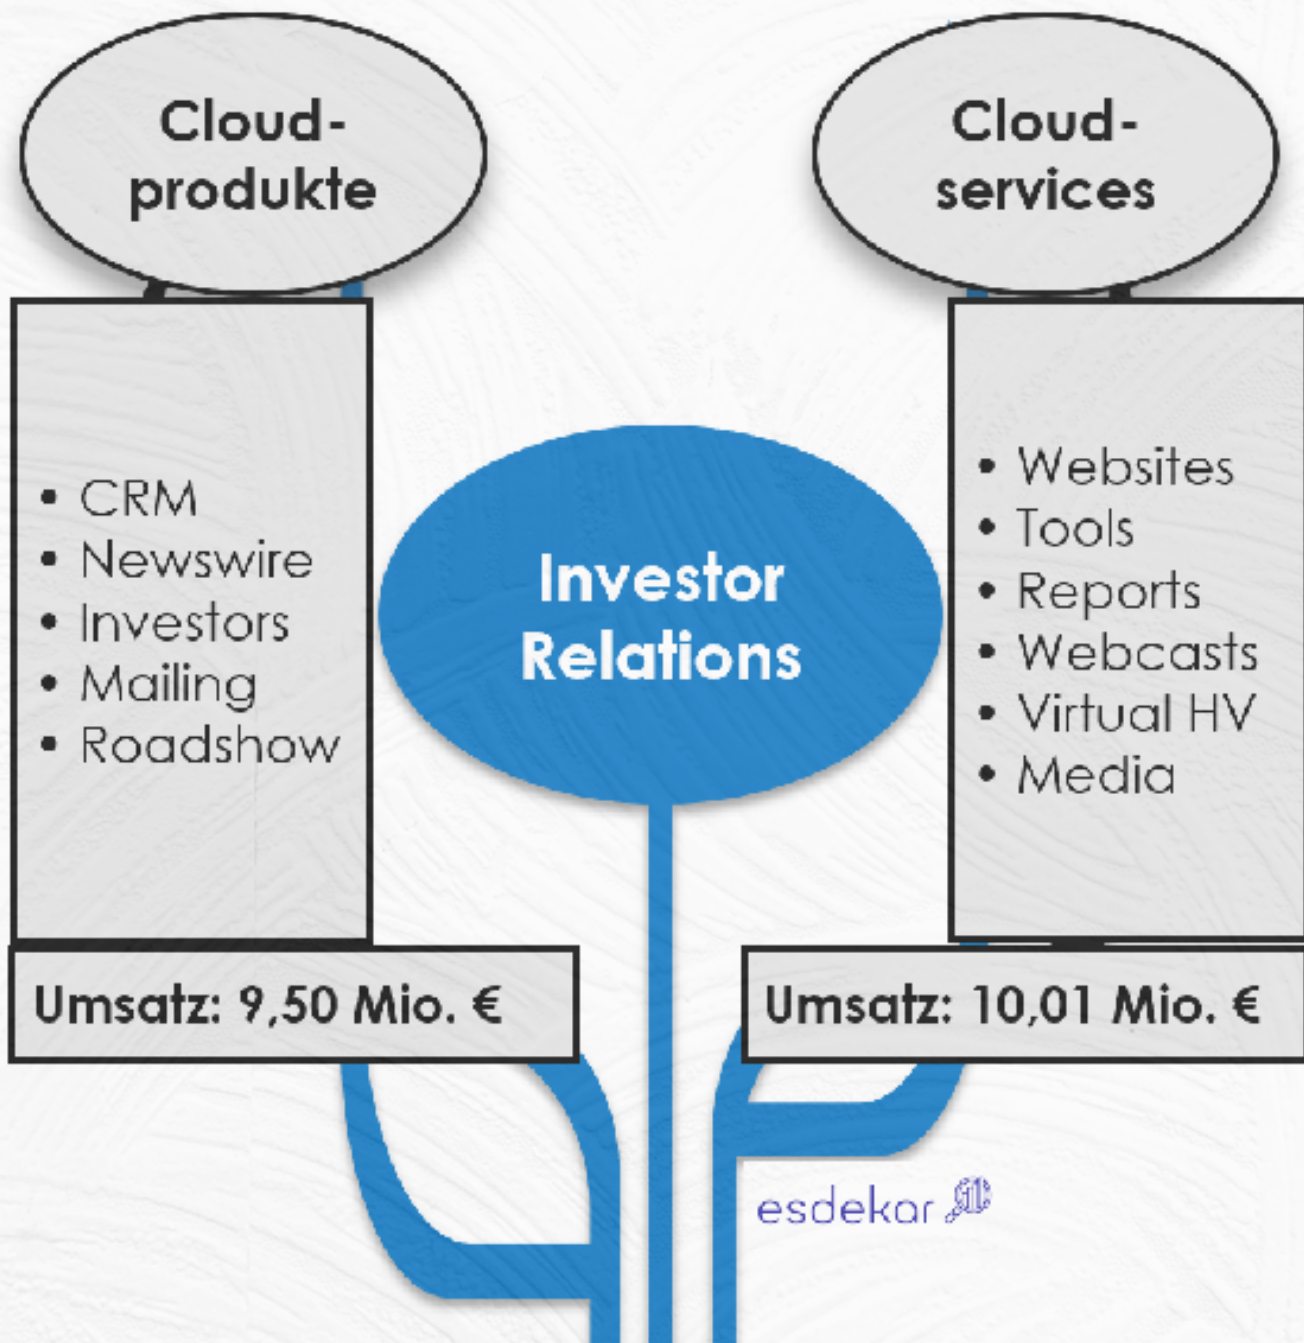 Cloud-
produkte
• CRM
• Newswire
• Investors
• Mailing
• Roadshow
Umsatz: 9,50 Mio. €
Investor
Relations
Cloud-
services
• Websites
• Tools
• Reports
• Webcasts
• Virtual HV
• Media
Umsatz: 10,01 Mio. €
esdekar